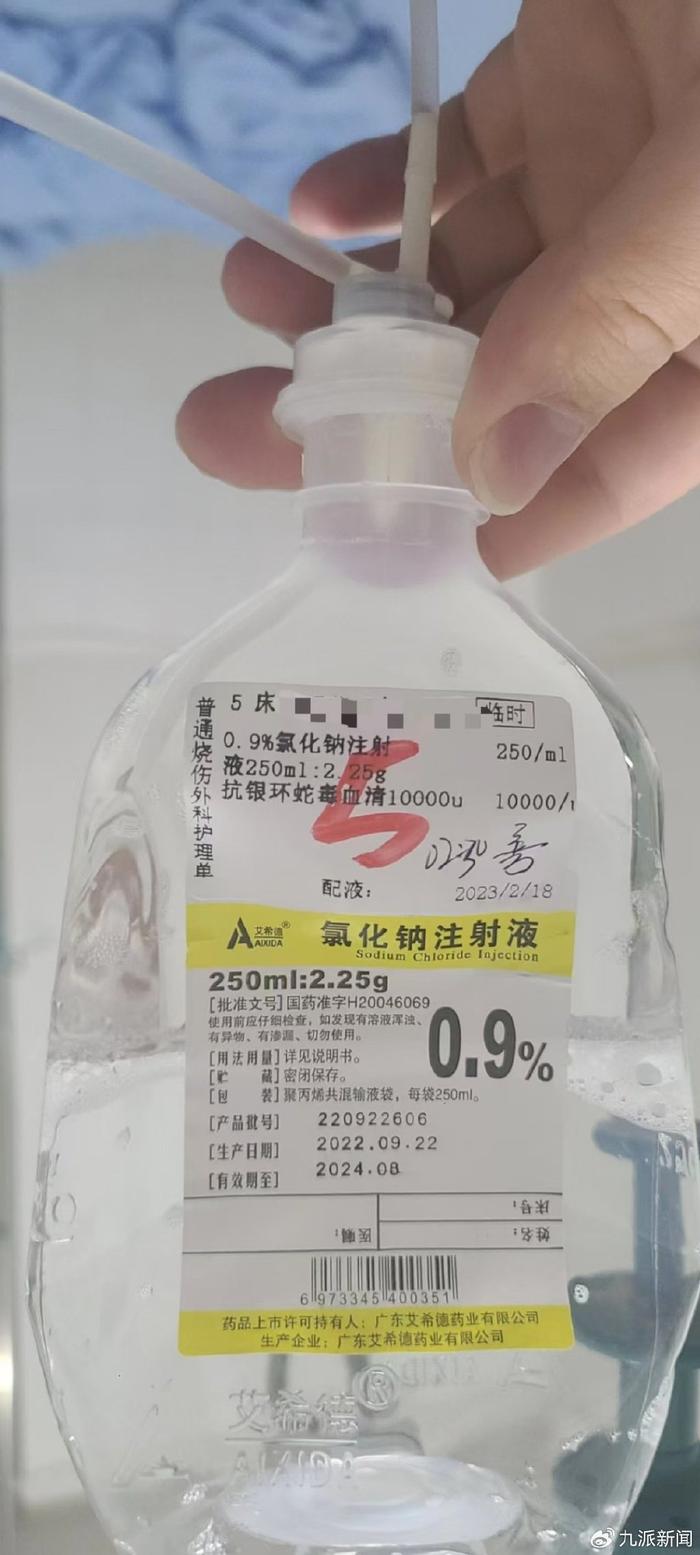 普通烧伤外科护理单
5 床
临时
0.9%氯化钠注射 250/ml
液250ml:2.25g
抗银环蛇毒血清10000u 10000/
5
配液:
2023/2/18
艾希德®
AIXIDA
氯化钠注射液
Sodium Chloride Injection
250ml:2.25g
[批准文号]国药准字H20046069
使用前应仔细检查，如发现有溶液浑浊、
有异物、有渗漏、切勿使用。
0.9%
[用法用量]详见说明书。
[贮 藏]密闭保存。
[包 装]聚丙烯共混输液袋，每袋250ml。
[产品批号] 220922606
[生产日期] 2022.09.22
[有效期至] 2024.08
床号:
医嘱:
姓名:
6 973345 400351
药品上市许可持有人：广东艾希德药业有限公司
生产企业：广东艾希德药业有限公司
艾希德®
AIXIDA
九派新闻